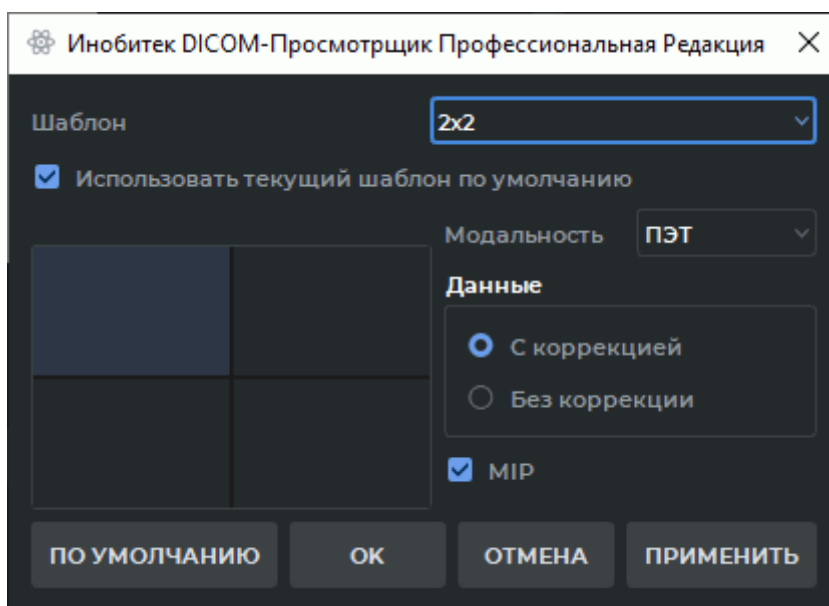 Инобитек DICOM-Просмотрщик Профессиональная Редакция
Шаблон
2x2
Использовать текущий шаблон по умолчанию
Модальность
ПЭТ
Данные
С коррекцией
Без коррекции
MIP
ПО УМОЛЧАНИЮ
OK
ОТМЕНА
ПРИМЕНИТЬ